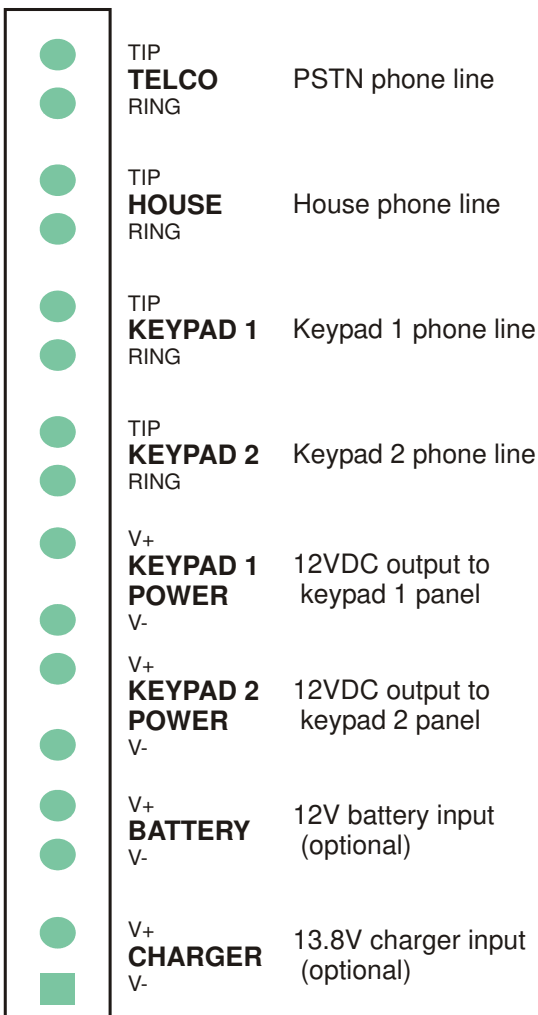 TIP
TELCO PSTN phone line
RING
TIP
HOUSE House phone line
RING
TIP
KEYPAD 1 Keypad 1 phone line
RING
TIP
KEYPAD 2 Keypad 2 phone line
RING
V+
KEYPAD 1 12VDC output to
POWER keypad 1 panel
V-
V+
KEYPAD 2 12VDC output to
POWER keypad 2 panel
V-
V+
BATTERY 12V battery input
(optional)
V-
V+
CHARGER 13.8V charger input
(optional)
V-